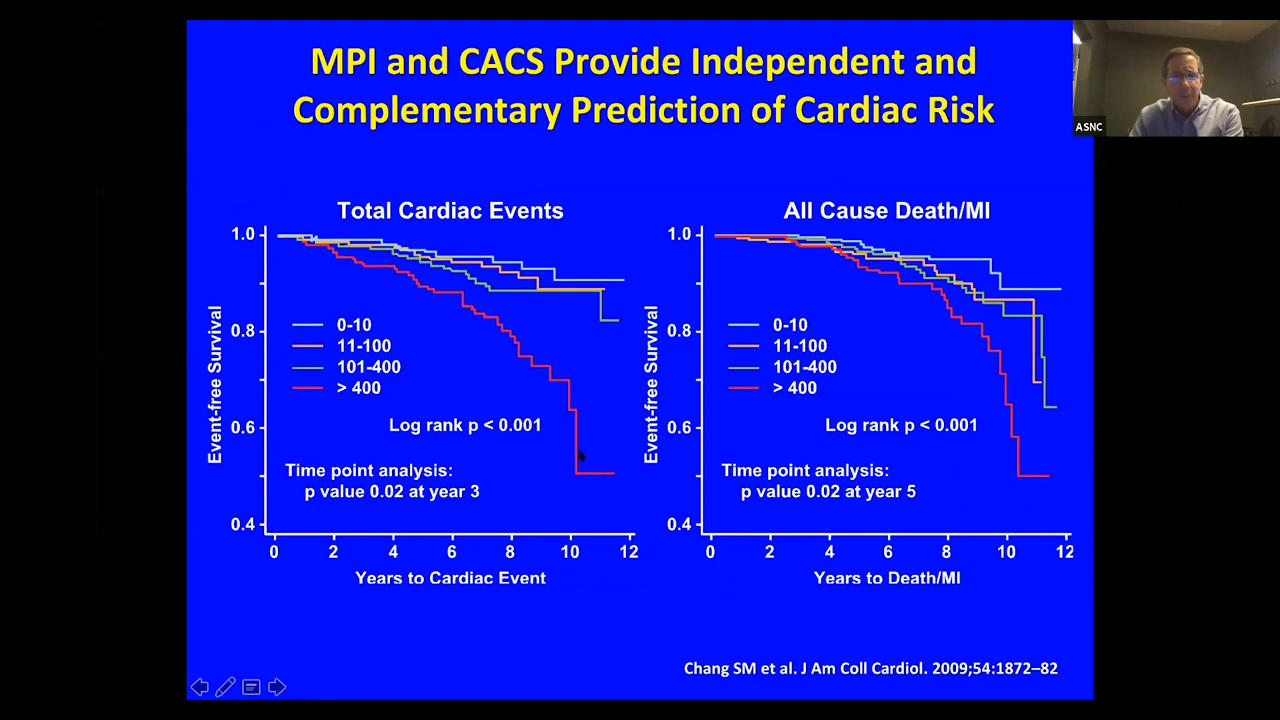 MPI and CACS Provide Independent and
Complementary Prediction of Cardiac Risk
ASNC
Total Cardiac Events
1.0
0.8
0.6
0.4
Event-free Survival
0-10
11-100
101-400
> 400
Log rank p < 0.001
Time point analysis:
p value 0.02 at year 3
0 2 4 6 8 10 12
Years to Cardiac Event
All Cause Death/MI
1.0
0.8
0.6
0.4
Event-free Survival
0-10
11-100
101-400
> 400
Log rank p < 0.001
Time point analysis:
p value 0.02 at year 5
0 2 4 6 8 10 12
Years to Death/MI
Chang SM et al. J Am Coll Cardiol. 2009;54:1872–82